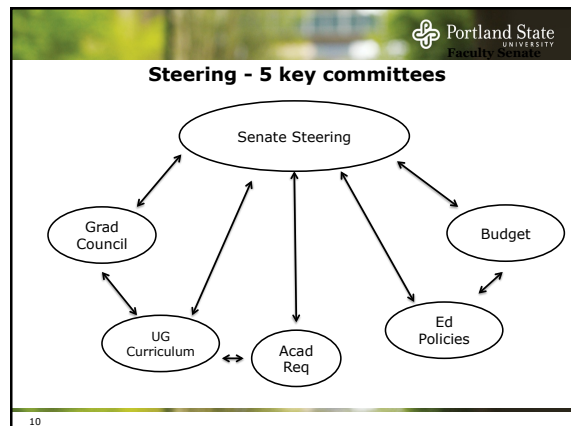 Portland State
UNIVERSITY
Faculty Senate
Steering - 5 key committees
Senate Steering
Grad
Council
Budget
UG
Curriculum
Acad
Req
Ed
Policies
10